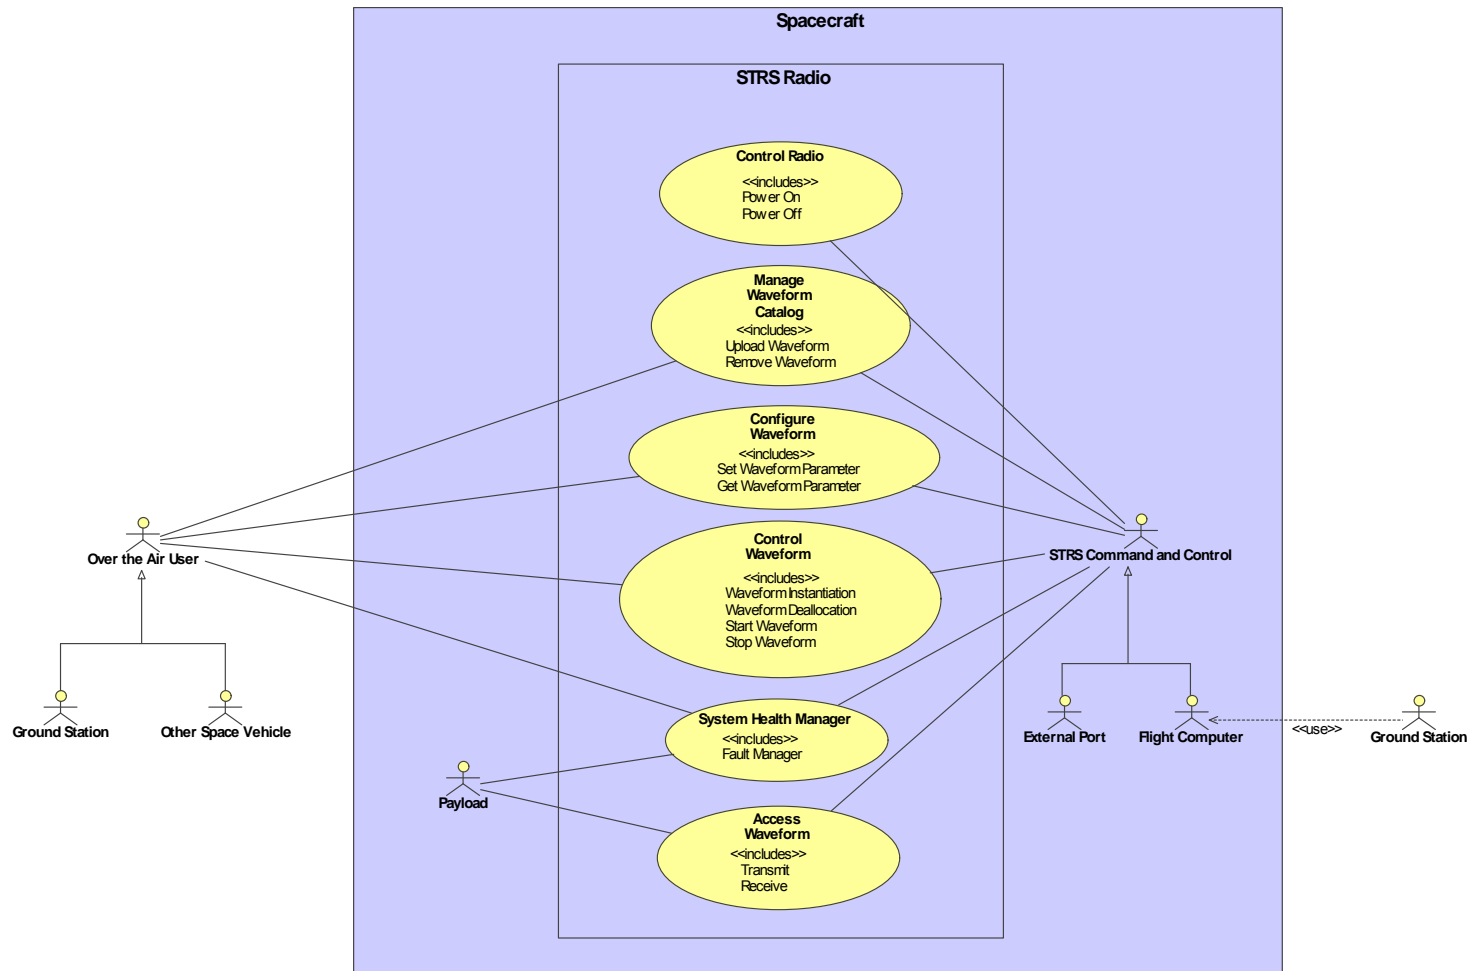 Spacecraft
STRS Radio
Control Radio
<<includes>>
Power On
Power Off
Manage
Waveform
Catalog
<<includes>>
Upload Waveform
Remove Waveform
Configure
Waveform
<<includes>>
Set Waveform Parameter
Get Waveform Parameter
Control
Waveform
<<includes>>
Waveform Instantiation
Waveform Deallocation
Start Waveform
Stop Waveform
Over the Air User
STRS Command and Control
Ground Station
Other Space Vehicle
System Health Manager
<<includes>>
Fault Manager
External Port
Flight Computer
<<use>>
Ground Station
Payload
Access
Waveform
<<includes>>
Transmit
Receive